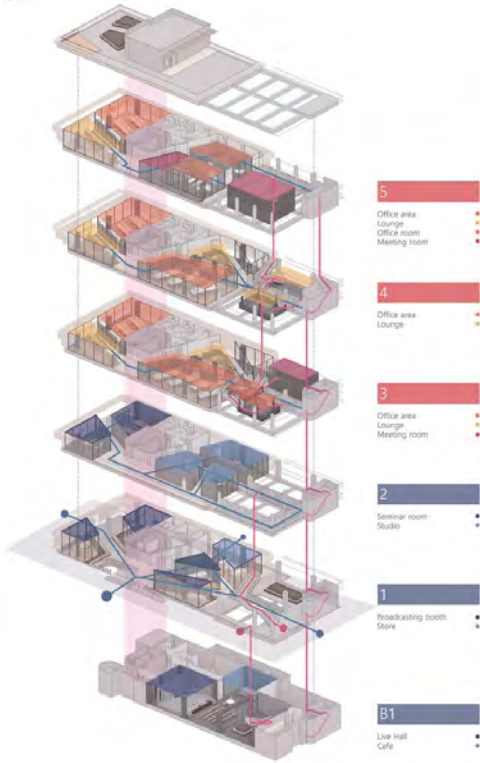 5
Office area
Lounge
Office room
Meeting room
4
Office area
Lounge
3
Office area
Lounge
Meeting room
2
Seminar room
Studio
1
Broadcasting booth
Store
B1
Live Hall
Cafe